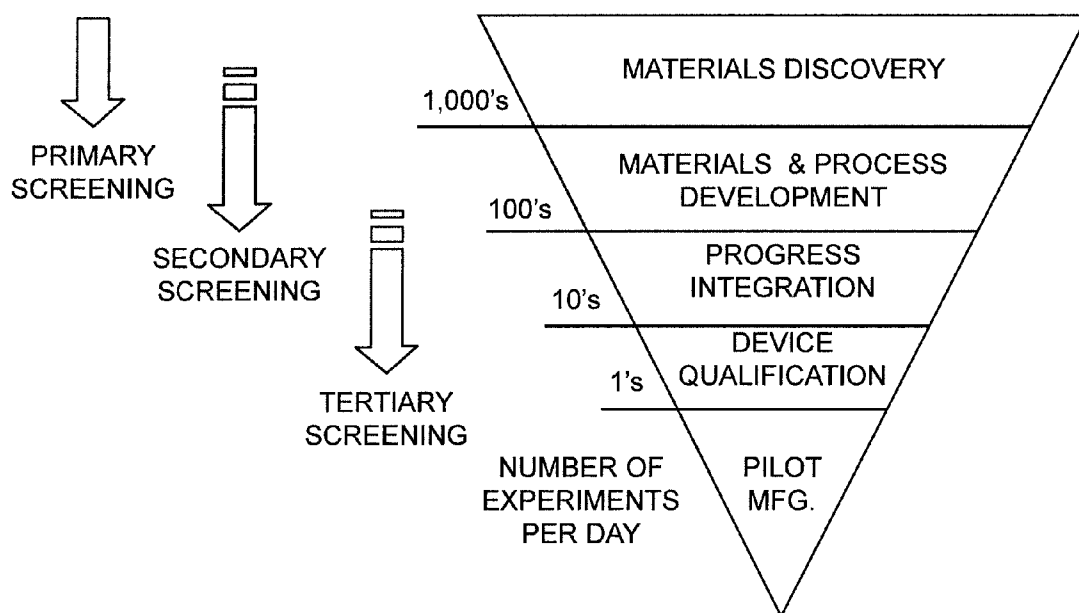 PRIMARY
SCREENING
SECONDARY
SCREENING
TERTIARY
SCREENING
1,000's
100's
10's
1's
NUMBER OF
EXPERIMENTS
PER DAY
MATERIALS DISCOVERY
MATERIALS & PROCESS
DEVELOPMENT
PROGRESS
INTEGRATION
DEVICE
QUALIFICATION
PILOT
MFG.